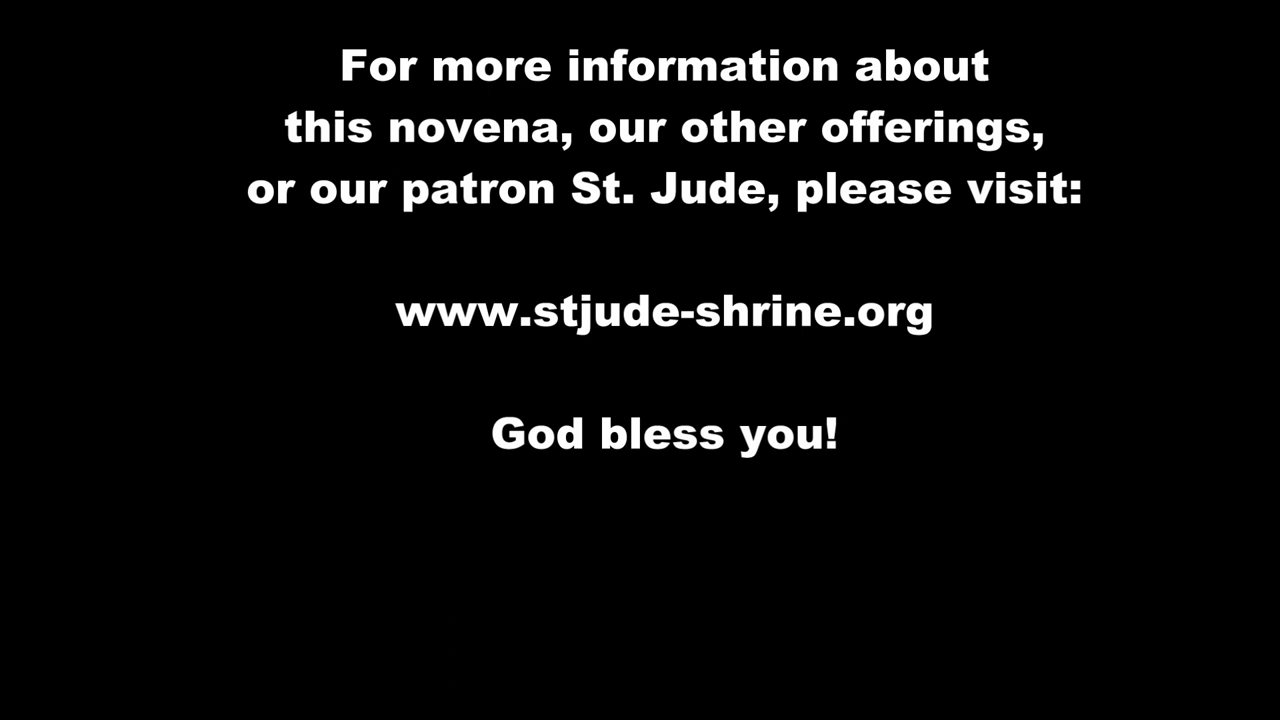 For more information about
this novena, our other offerings,
or our patron St. Jude, please visit:
www.stjude-shrine.org
God bless you!